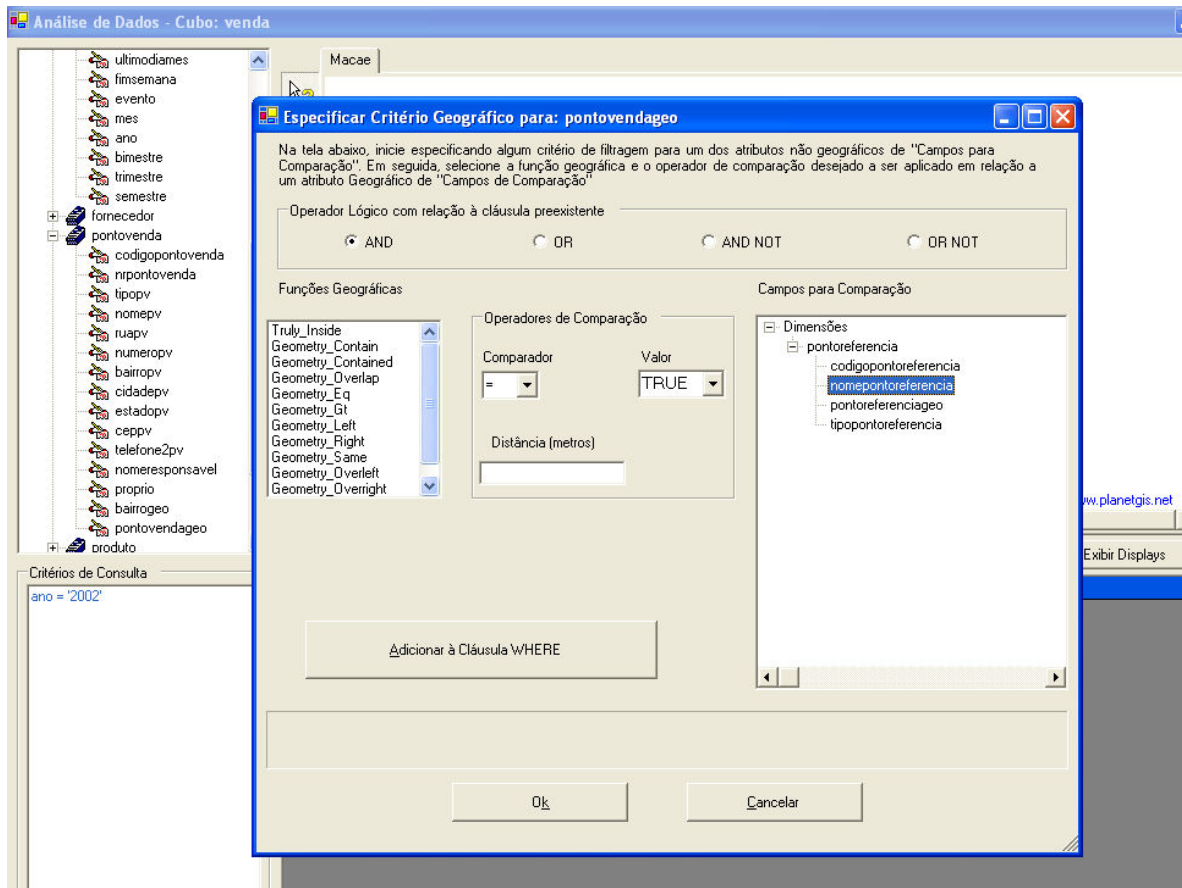 Análise de Dados - Cubo: venda
ultimodiames
fimsemana
evento
mes
ano
bimestre
trimestre
semestre
fornecedor
pontovenda
codigopontovenda
nrpontovenda
tipopv
nomepv
ruapv
numeropv
bairropv
cidadepv
estadopv
ceppv
telefone2pv
nomeresponsavel
proprio
bairrogeo
pontovendageo
produto
Critérios de Consulta
ano = '2002'
Macae
Especificar Critério Geográfico para: pontovendageo
Na tela abaixo, inicie especificando algum critério de filtragem para um dos atributos não geográficos de "Campos para
Comparação". Em seguida, selecione a função geográfica e o operador de comparação desejado a ser aplicado em relação a
um atributo Geográfico de "Campos de Comparação"
Operador Lógico com relação à cláusula preexistente
AND OR AND NOT OR NOT
Funções Geográficas
Truly_Inside
Geometry_Contain
Geometry_Contained
Geometry_Overlap
Geometry_Eq
Geometry_Gt
Geometry_Left
Geometry_Right
Geometry_Same
Geometry_Overleft
Geometry_Overright
Operadores de Comparação
Comparador Valor
= TRUE
Distância (metros)
Campos para Comparação
Dimensões
pontoreferencia
codigopontoreferencia
nomepontoreferencia
pontoreferenciageo
tipopontoreferencia
Adicionar à Cláusula WHERE
Ok Cancelar
www.planetgis.net
Exibir Displays